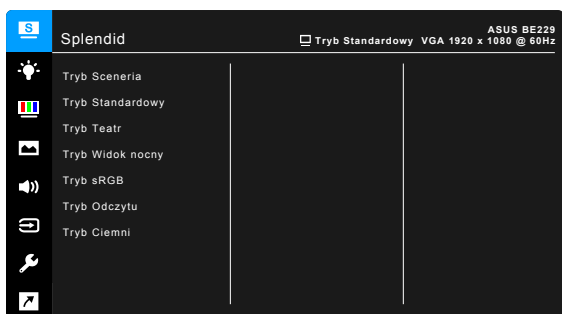 S
Splendid
ASUS BE229
Tryb Standardowy VGA 1920 x 1080 @ 60Hz
Tryb Sceneria
Tryb Standardowy
Tryb Teatr
Tryb Widok nocny
Tryb sRGB
Tryb Odczytu
Tryb Ciemni